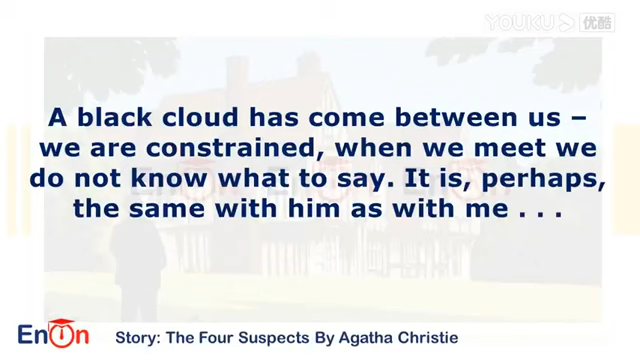 YOUKU 优酷
A black cloud has come between us –
we are constrained, when we meet we
do not know what to say. It is, perhaps,
the same with him as with me . . .
EnOn
Story: The Four Suspects By Agatha Christie